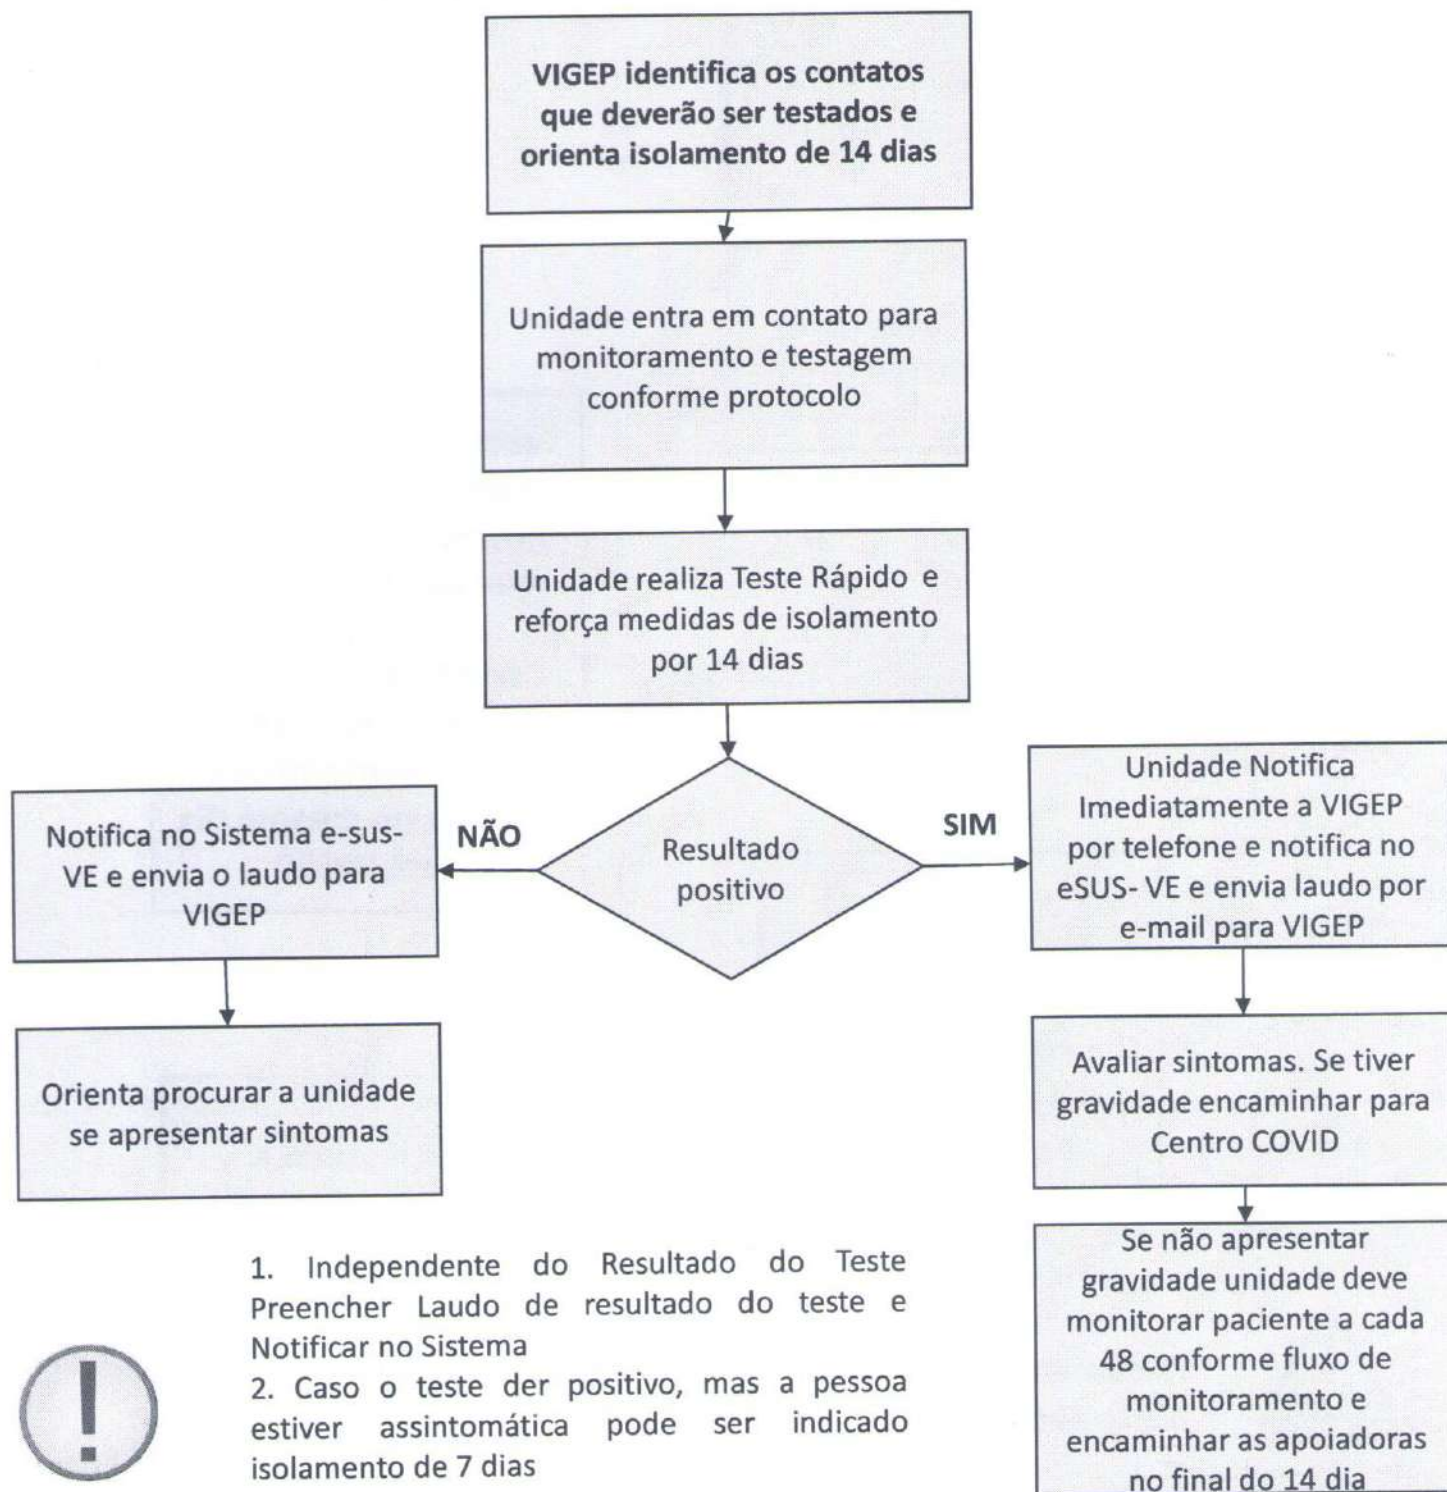 VIGEP identifica os contatos
que deverão ser testados e
orienta isolamento de 14 dias
Unidade entra em contato para
monitoramento e testagem
conforme protocolo
Unidade realiza Teste Rápido e
reforça medidas de isolamento
por 14 dias
Resultado
positivo
NÃO
Notifica no Sistema e-sus-
VE e envia o laudo para
VIGEP
Orienta procurar a unidade
se apresentar sintomas
SIM
Unidade Notifica
Imediatamente a VIGEP
por telefone e notifica no
eSUS- VE e envia laudo por
e-mail para VIGEP
Avaliar sintomas. Se tiver
gravidade encaminhar para
Centro COVID
Se não apresentar
gravidade unidade deve
monitorar paciente a cada
48 conforme fluxo de
monitoramento e
encaminhar as apoiadoras
no final do 14 dia
!
1. Independente do Resultado do Teste
Preencher Laudo de resultado do teste e
Notificar no Sistema
2. Caso o teste der positivo, mas a pessoa
estiver assintomática pode ser indicado
isolamento de 7 dias